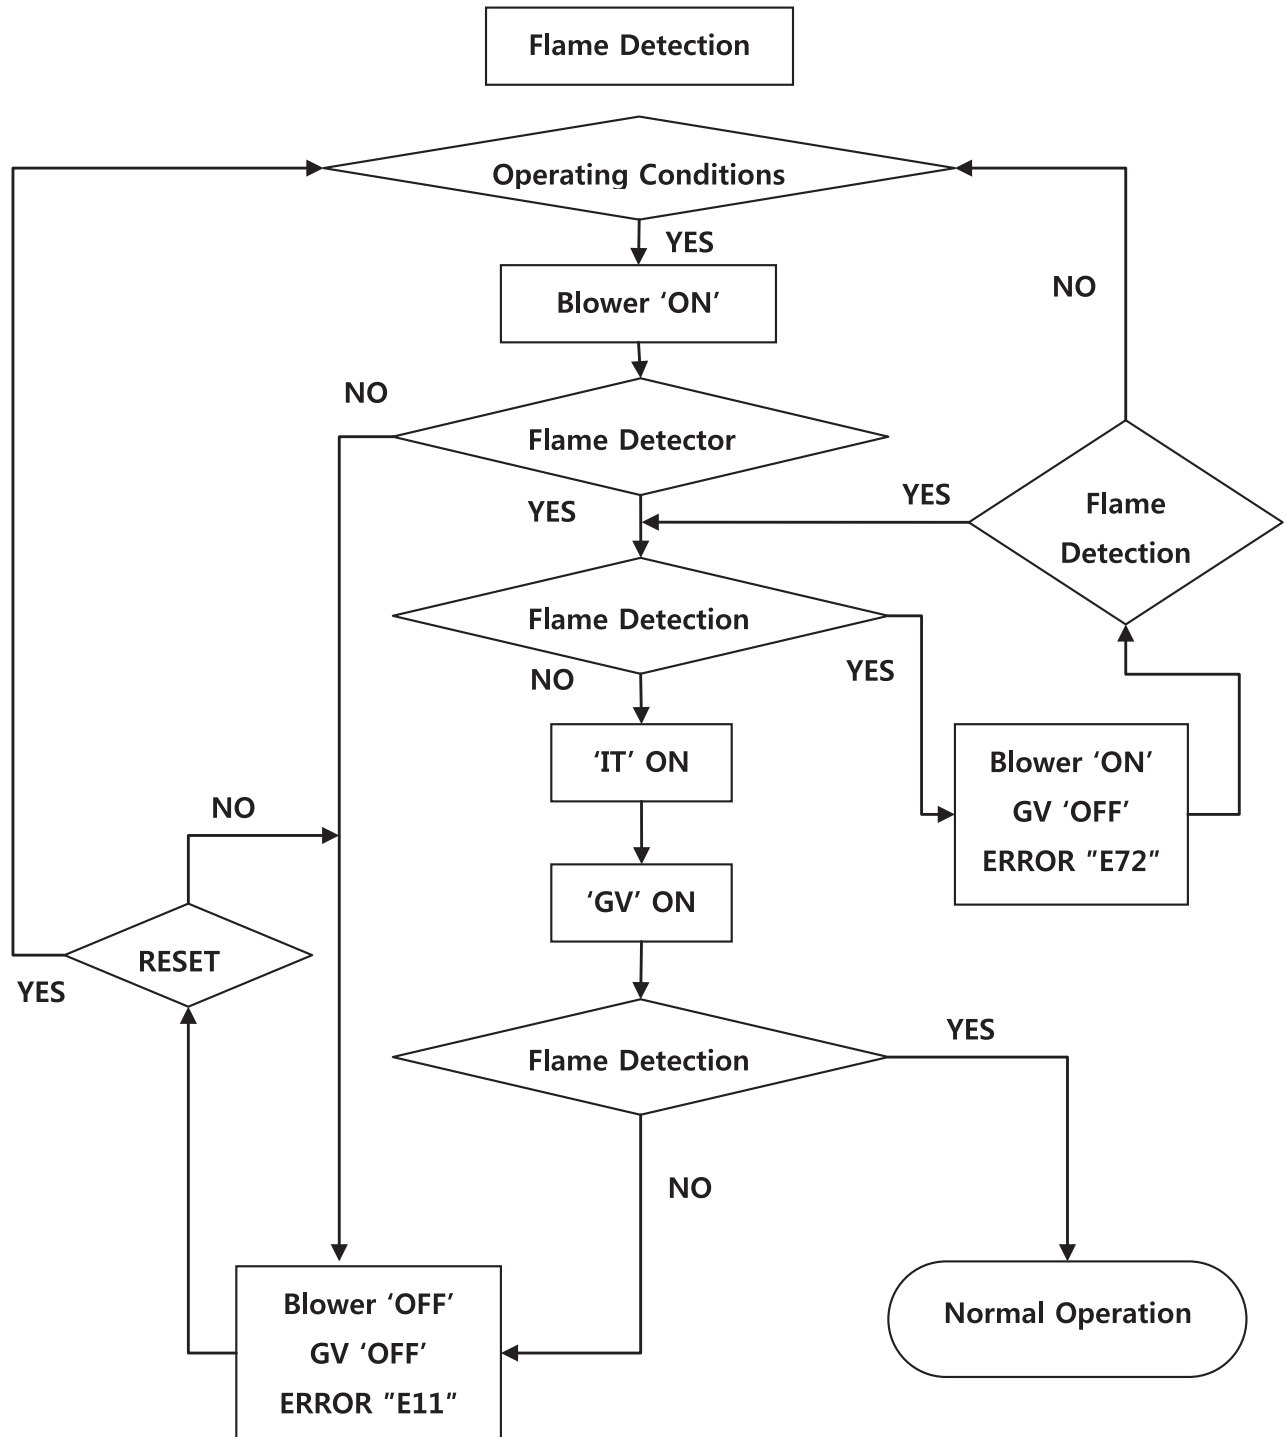 Flame Detection
Operating Conditions
YES
Blower ‘ON’
NO
NO
Flame Detector
YES
YES
Flame
Detection
Flame Detection
NO
YES
‘IT’ ON
Blower ‘ON’
GV ‘OFF’
ERROR ”E72”
NO
‘GV’ ON
RESET
YES
Flame Detection
YES
NO
Blower ‘OFF’
GV ‘OFF’
ERROR ”E11”
Normal Operation